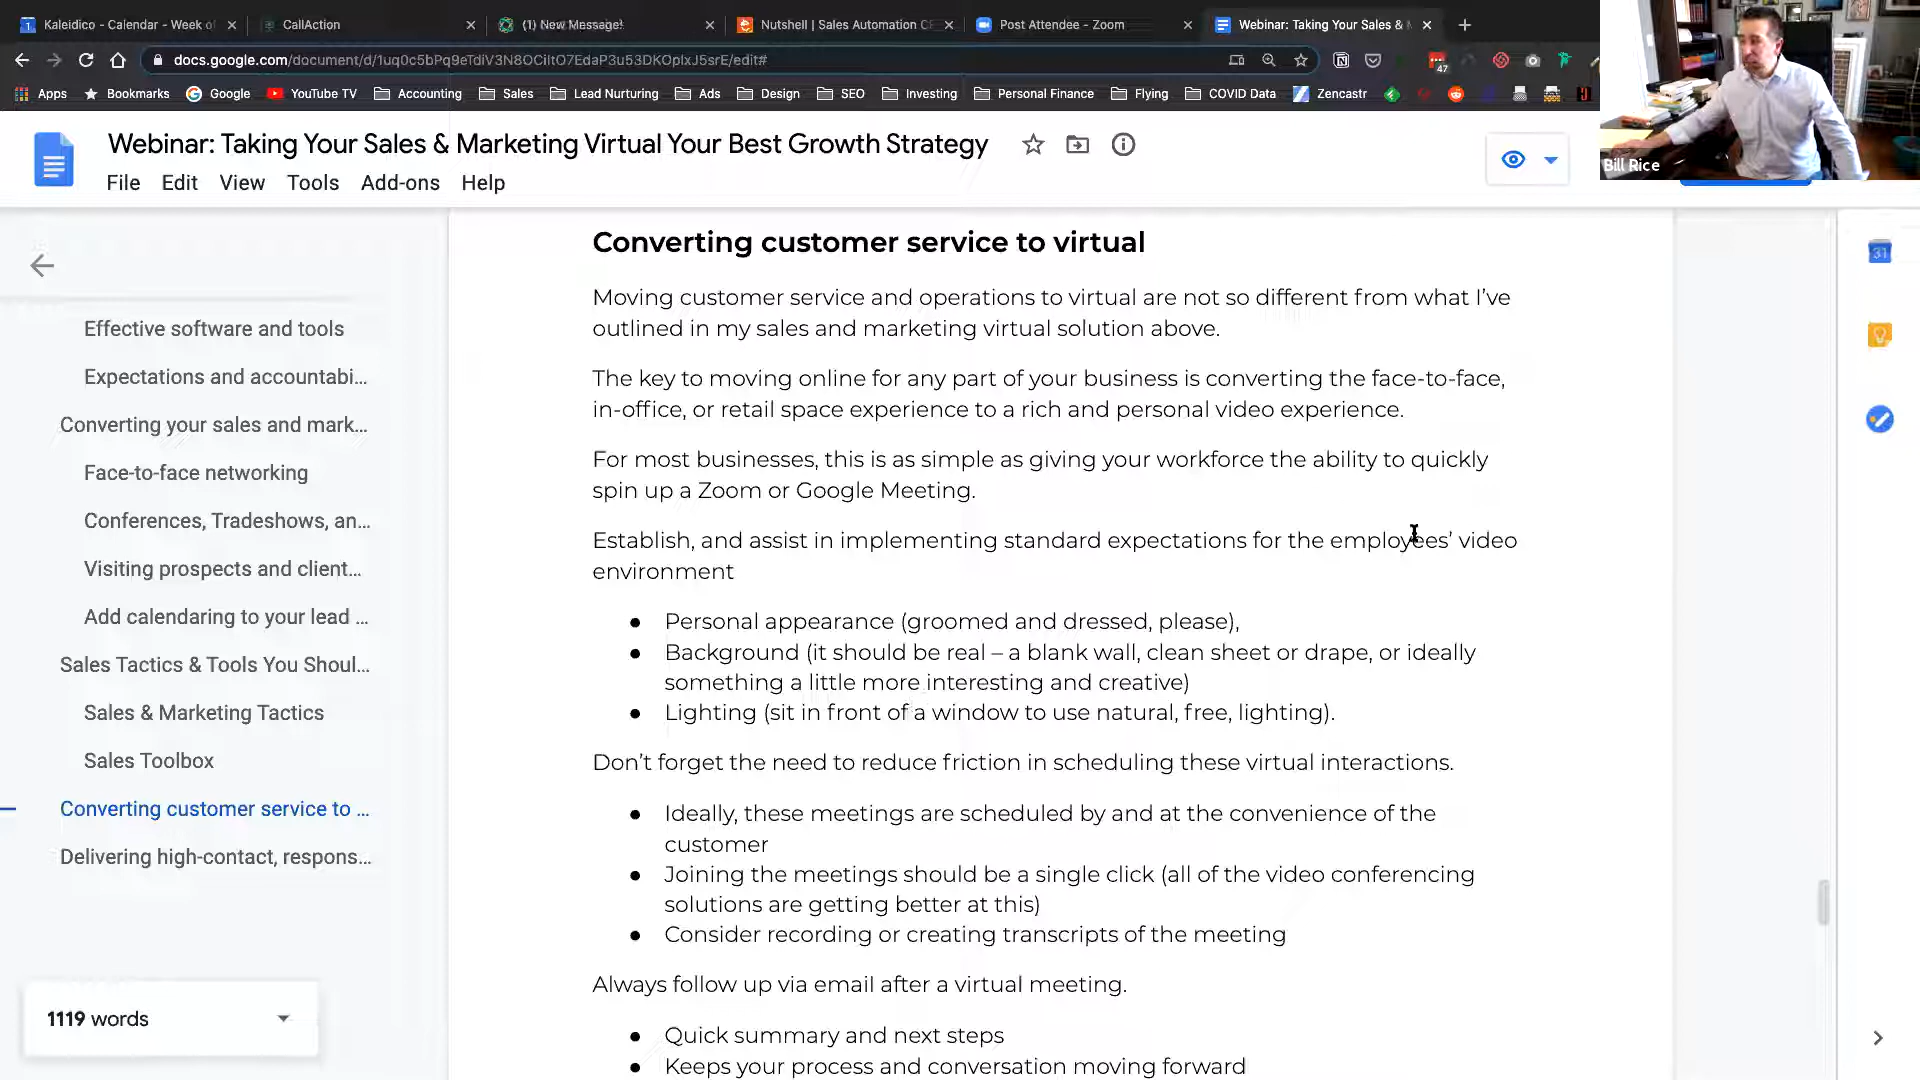 Kaleidico - Calendar - Week of
CallAction
(1) New Message!
Nutshell | Sales Automation CR
Post Attendee - Zoom
Webinar: Taking Your Sales & M
docs.google.com/document/d/1uq0c5bPq9eTdiV3N8OCiltO7EdaP3u53DKOplxJ5srE/edit#
47
Apps
Bookmarks
Google
YouTube TV
Accounting
Sales
Lead Nurturing
Ads
Design
SEO
Investing
Personal Finance
Flying
COVID Data
Zencastr
Bill Rice
Webinar: Taking Your Sales & Marketing Virtual Your Best Growth Strategy
File Edit View Tools Add-ons Help
Effective software and tools
Expectations and accountabi...
Converting your sales and mark...
Face-to-face networking
Conferences, Tradeshows, an...
Visiting prospects and client...
Add calendaring to your lead ...
Sales Tactics & Tools You Shoul...
Sales & Marketing Tactics
Sales Toolbox
Converting customer service to ...
Delivering high-contact, respons...
1119 words
Converting customer service to virtual
Moving customer service and operations to virtual are not so different from what I've
outlined in my sales and marketing virtual solution above.
The key to moving online for any part of your business is converting the face-to-face,
in-office, or retail space experience to a rich and personal video experience.
For most businesses, this is as simple as giving your workforce the ability to quickly
spin up a Zoom or Google Meeting.
Establish, and assist in implementing standard expectations for the employees' video
environment
● Personal appearance (groomed and dressed, please),
● Background (it should be real – a blank wall, clean sheet or drape, or ideally
something a little more interesting and creative)
● Lighting (sit in front of a window to use natural, free, lighting).
Don't forget the need to reduce friction in scheduling these virtual interactions.
● Ideally, these meetings are scheduled by and at the convenience of the
customer
● Joining the meetings should be a single click (all of the video conferencing
solutions are getting better at this)
● Consider recording or creating transcripts of the meeting
Always follow up via email after a virtual meeting.
● Quick summary and next steps
● Keeps your process and conversation moving forward
31